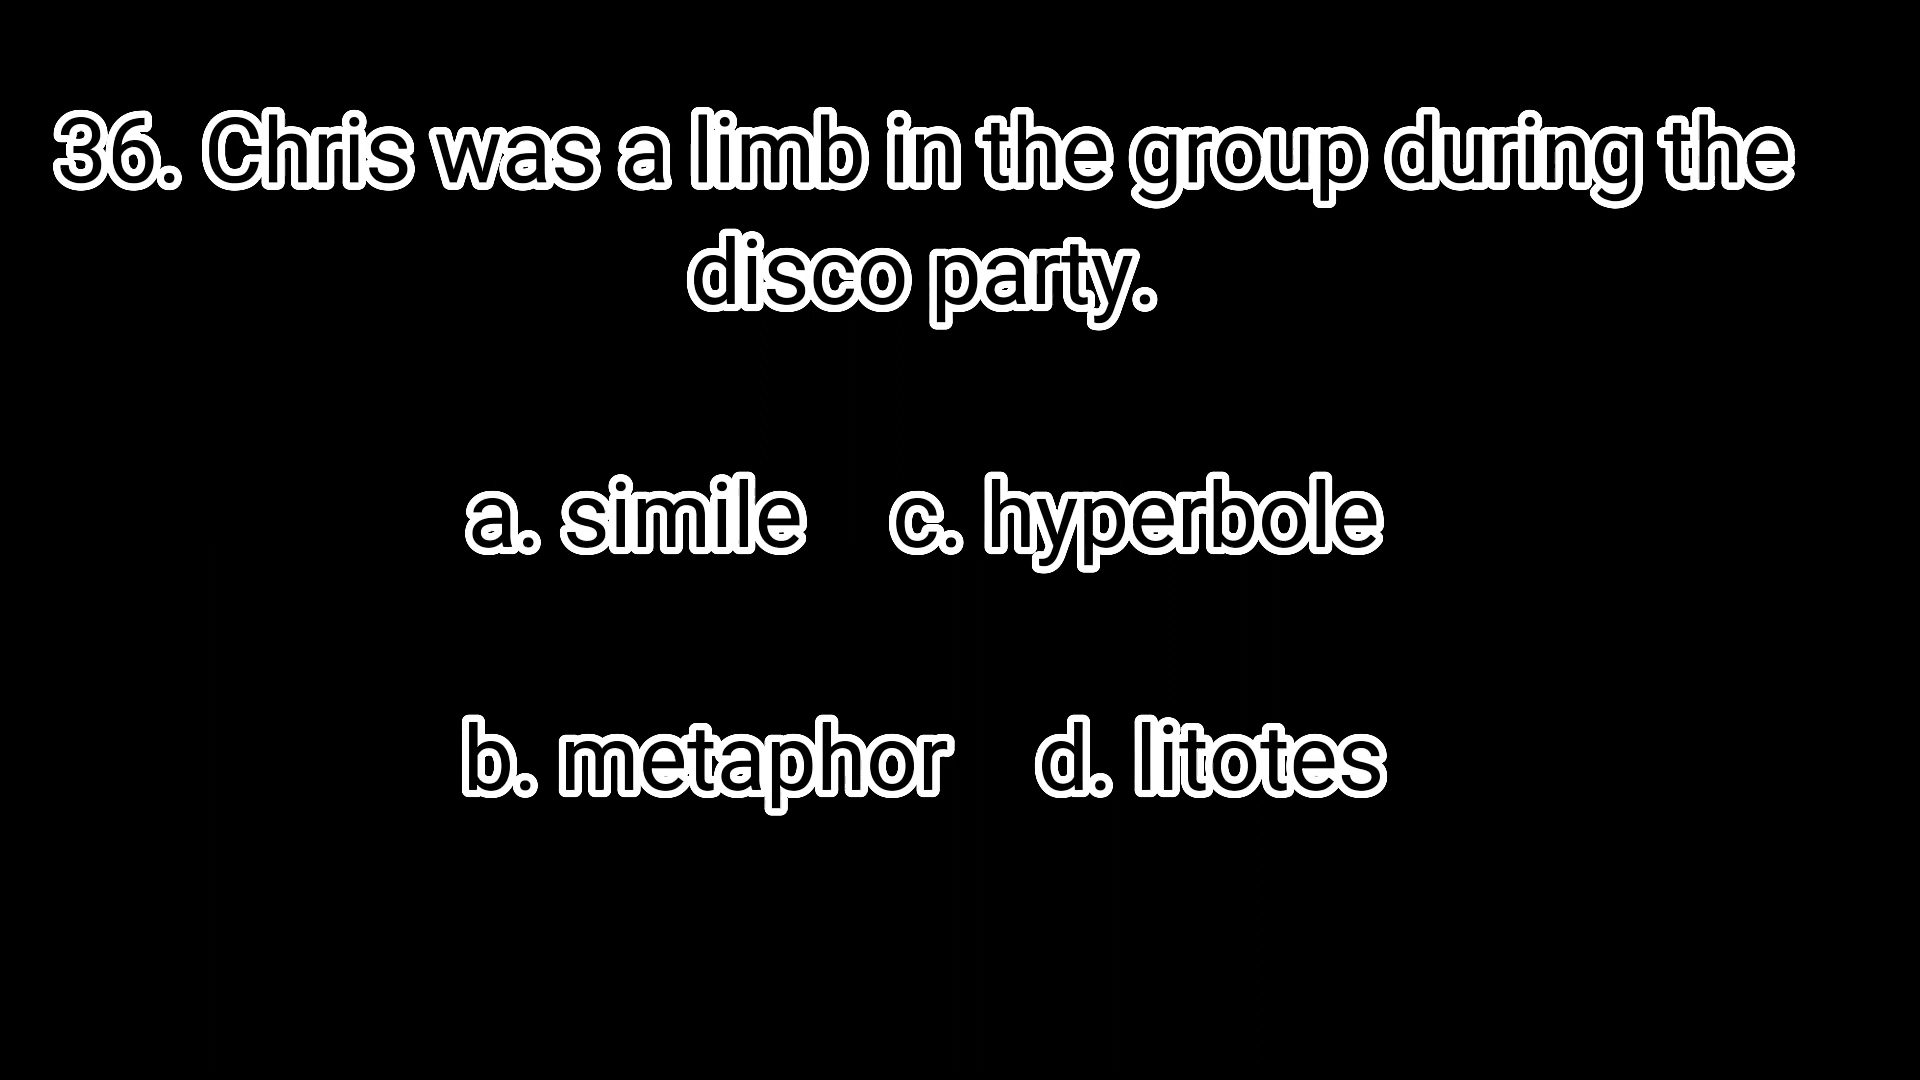 36. Chris was a limb in the group during the
disco party.
a. simile c. hyperbole
b. metaphor d. litotes